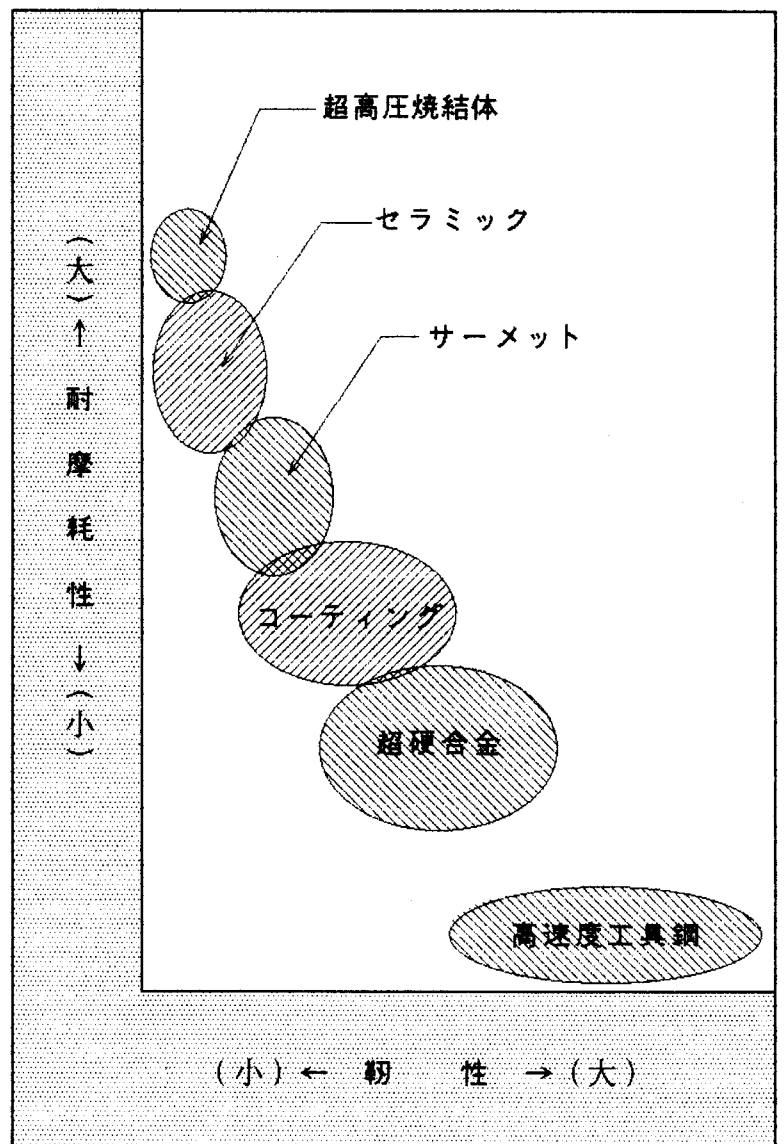 超高圧焼結体
セラミック
サーメット
コーティング
超硬合金
高速度工具鋼
(大)↑耐摩耗性↓(小)
(小)←靭性→(大)